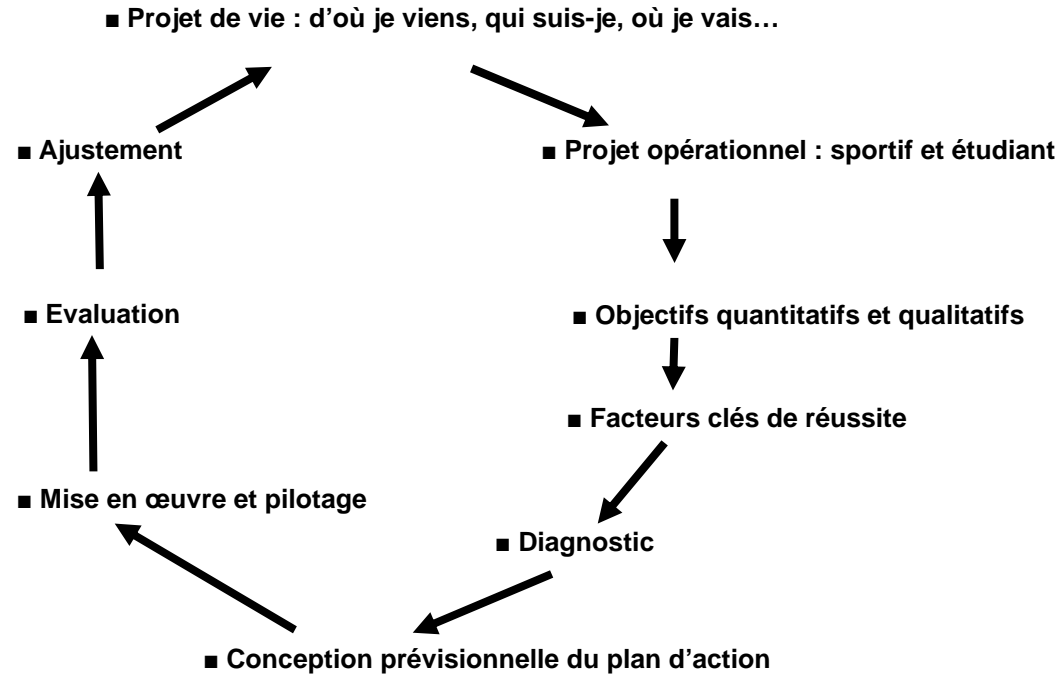 ■ Projet de vie : d’où je viens, qui suis-je, où je vais…
■ Ajustement
■ Projet opérationnel : sportif et étudiant
■ Evaluation
■ Objectifs quantitatifs et qualitatifs
■ Facteurs clés de réussite
■ Mise en œuvre et pilotage
■ Diagnostic
■ Conception prévisionnelle du plan d’action